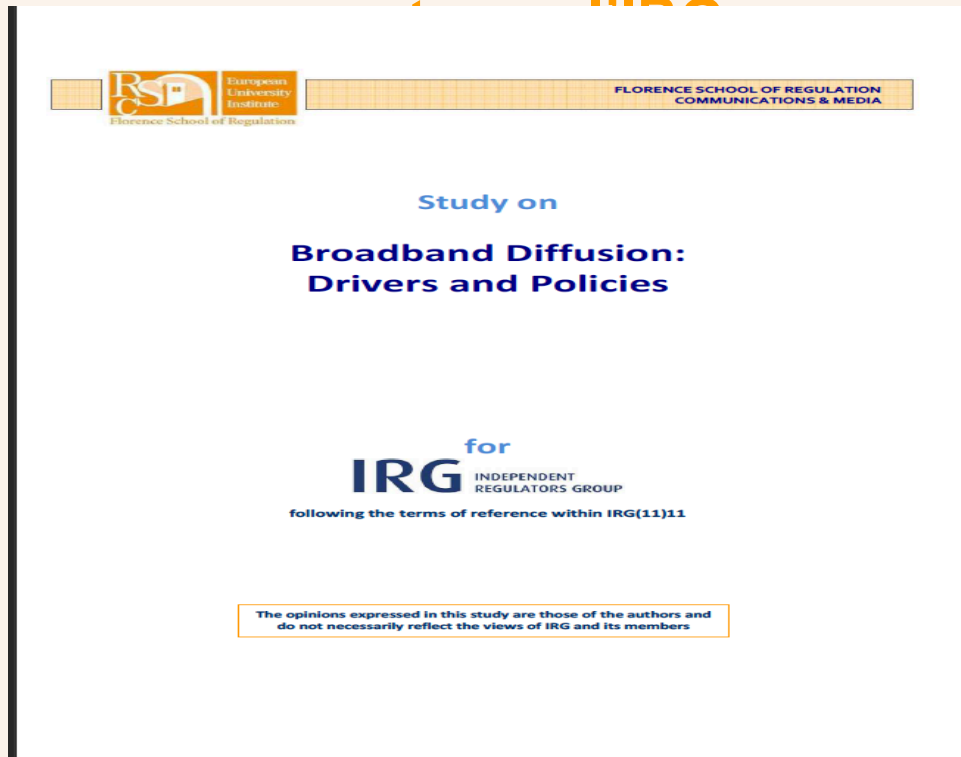 RSC
European
University
Institute
Florence School of Regulation
FLORENCE SCHOOL OF REGULATION
COMMUNICATIONS & MEDIA
Study on
Broadband Diffusion:
Drivers and Policies
for
IRG INDEPENDENT
REGULATORS GROUP
following the terms of reference within IRG(11)11
The opinions expressed in this study are those of the authors and
do not necessarily reflect the views of IRG and its members